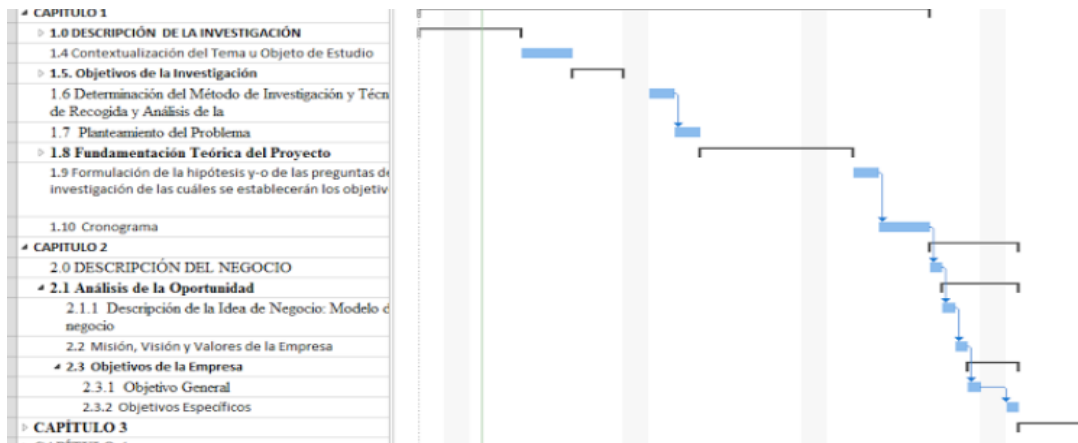 CAPITULO 1
1.0 DESCRIPCIÓN DE LA INVESTIGACIÓN
1.4 Contextualización del Tema u Objeto de Estudio
1.5. Objetivos de la Investigación
1.6 Determinación del Método de Investigación y Técn
de Recogida y Análisis de la
1.7 Planteamiento del Problema
1.8 Fundamentación Teórica del Proyecto
1.9 Formulación de la hipótesis y-o de las preguntas de
investigación de las cuáles se establecerán los objetiv
1.10 Cronograma
CAPITULO 2
2.0 DESCRIPCIÓN DEL NEGOCIO
2.1 Análisis de la Oportunidad
2.1.1 Descripción de la Idea de Negocio: Modelo d
negocio
2.2 Misión, Visión y Valores de la Empresa
2.3 Objetivos de la Empresa
2.3.1 Objetivo General
2.3.2 Objetivos Específicos
CAPÍTULO 3